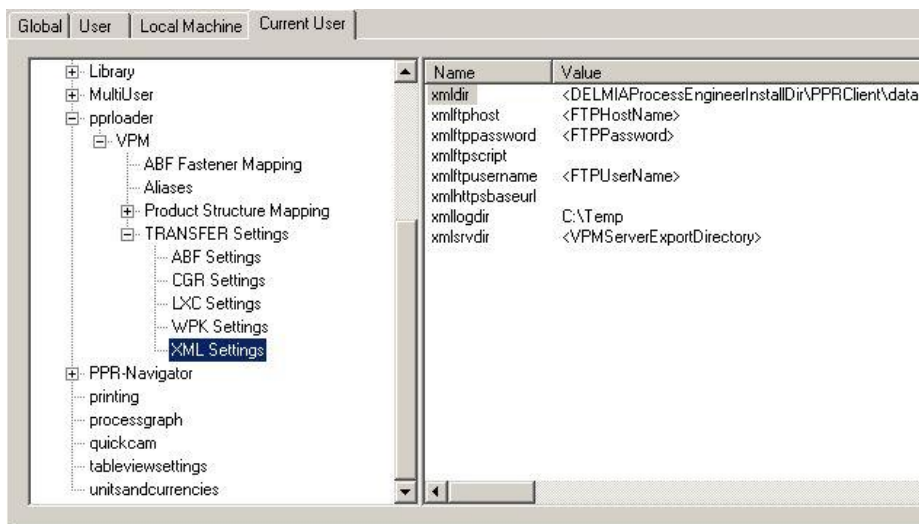 Global User Local Machine Current User
Library
MultiUser
pprloader
VPM
ABF Fastener Mapping
Aliases
Product Structure Mapping
TRANSFER Settings
ABF Settings
CGR Settings
LXC Settings
WPK Settings
XML Settings
PPR-Navigator
printing
processgraph
quickcam
tableviewsettings
unitsandcurrencies
Name Value
xmldir <DELMIAProcessEngineerInstallDir\PPRClient\data
xmlftphost <FTPHostName>
xmlftppassword <FTPPassword>
xmlftpscript
xmlftpusername <FTPUserName>
xmlhttpsbaseurl
xmllogdir C:\Temp
xmlsrvdir <VPMServerExportDirectory>